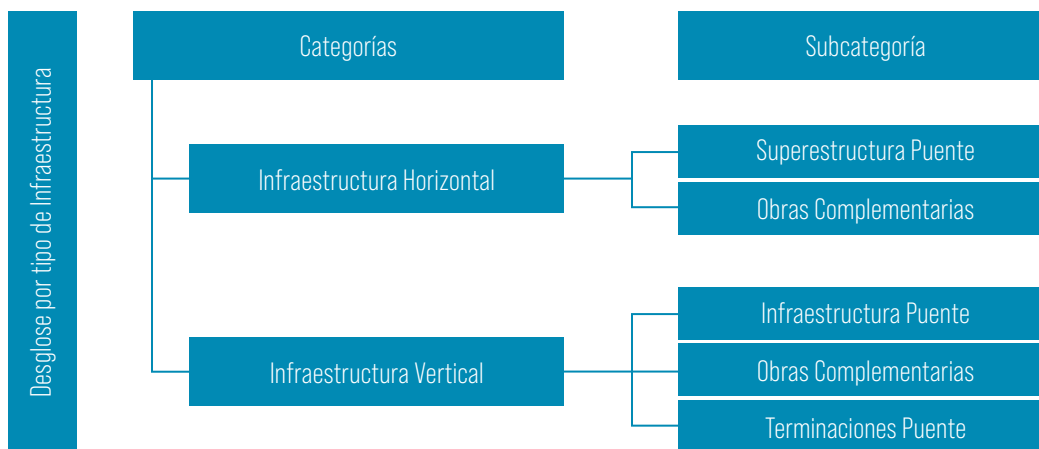 Desglose por tipo de Infraestructura
Categorías
Subcategoría
Infraestructura Horizontal
Superestructura Puente
Obras Complementarias
Infraestructura Vertical
Infraestructura Puente
Obras Complementarias
Terminaciones Puente